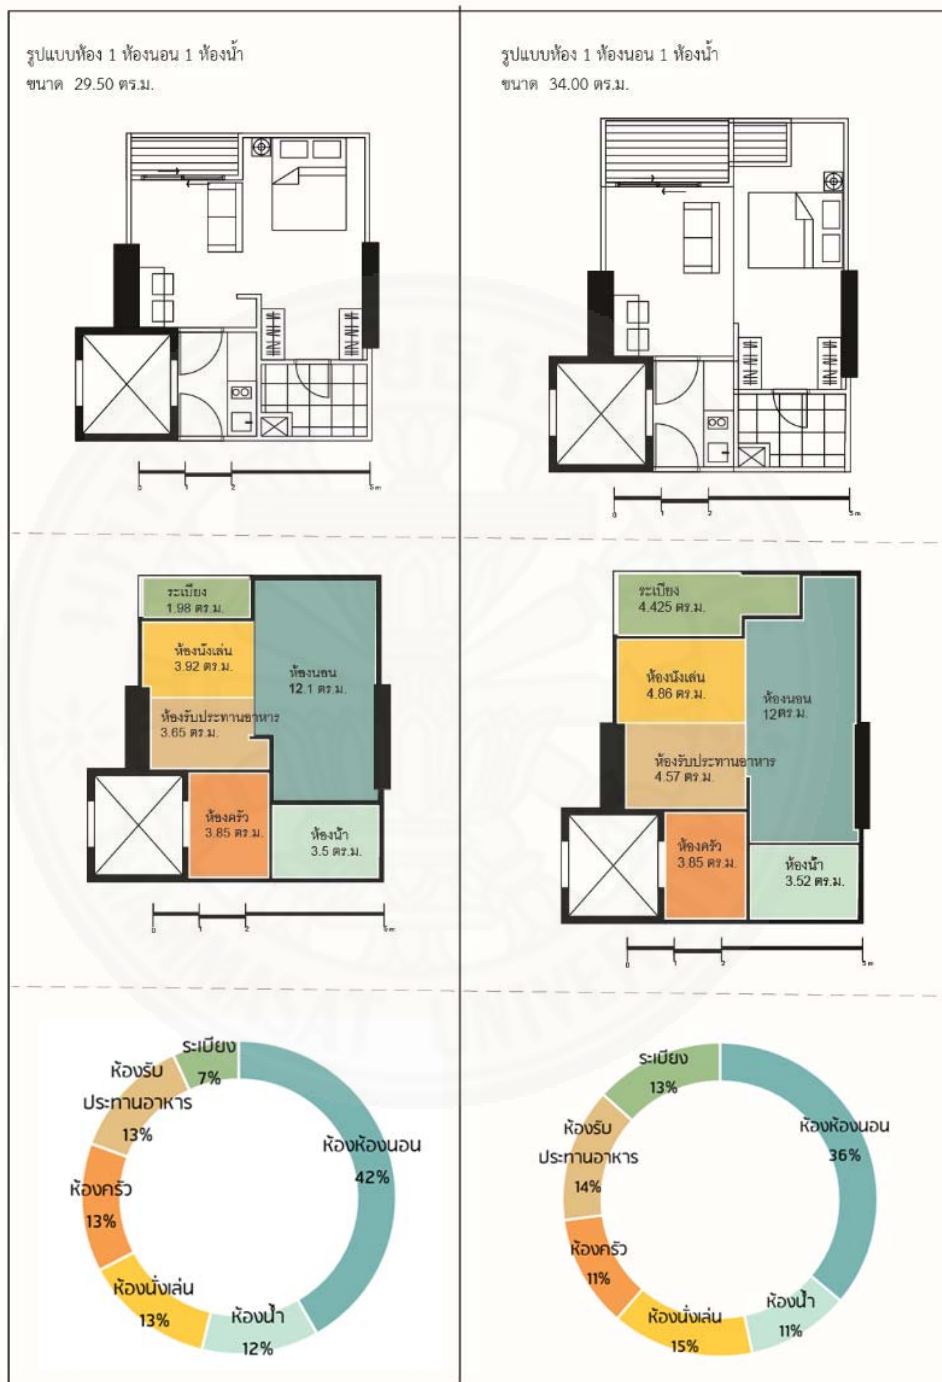 รูปแบบห้อง 1 ห้องนอน 1 ห้องน้ำ
ขนาด 29.50 ตร.ม.
0 1 2 5 m
ระเบียง
1.98 ตร.ม.
ห้องนั่งเล่น
3.92 ตร.ม.
ห้องนอน
12.1 ตร.ม.
ห้องรับประทานอาหาร
3.65 ตร.ม.
ห้องครัว
3.85 ตร.ม.
ห้องน้ำ
3.5 ตร.ม.
0 1 2 5 m
ระเบียง
7%
ห้องรับ
ประทานอาหาร
13%
ห้องห้องนอน
42%
ห้องครัว
13%
ห้องนั่งเล่น
13%
ห้องน้ำ
12%
รูปแบบห้อง 1 ห้องนอน 1 ห้องน้ำ
ขนาด 34.00 ตร.ม.
0 1 2 5 m
ระเบียง
4.425 ตร.ม.
ห้องนั่งเล่น
4.86 ตร.ม.
ห้องนอน
12ตร.ม.
ห้องรับประทานอาหาร
4.57 ตร.ม.
ห้องครัว
3.85 ตร.ม.
ห้องน้ำ
3.52 ตร.ม.
0 1 2 5 m
ระเบียง
13%
ห้องรับ
ประทานอาหาร
14%
ห้องห้องนอน
36%
ห้องครัว
11%
ห้องนั่งเล่น
15%
ห้องน้ำ
11%